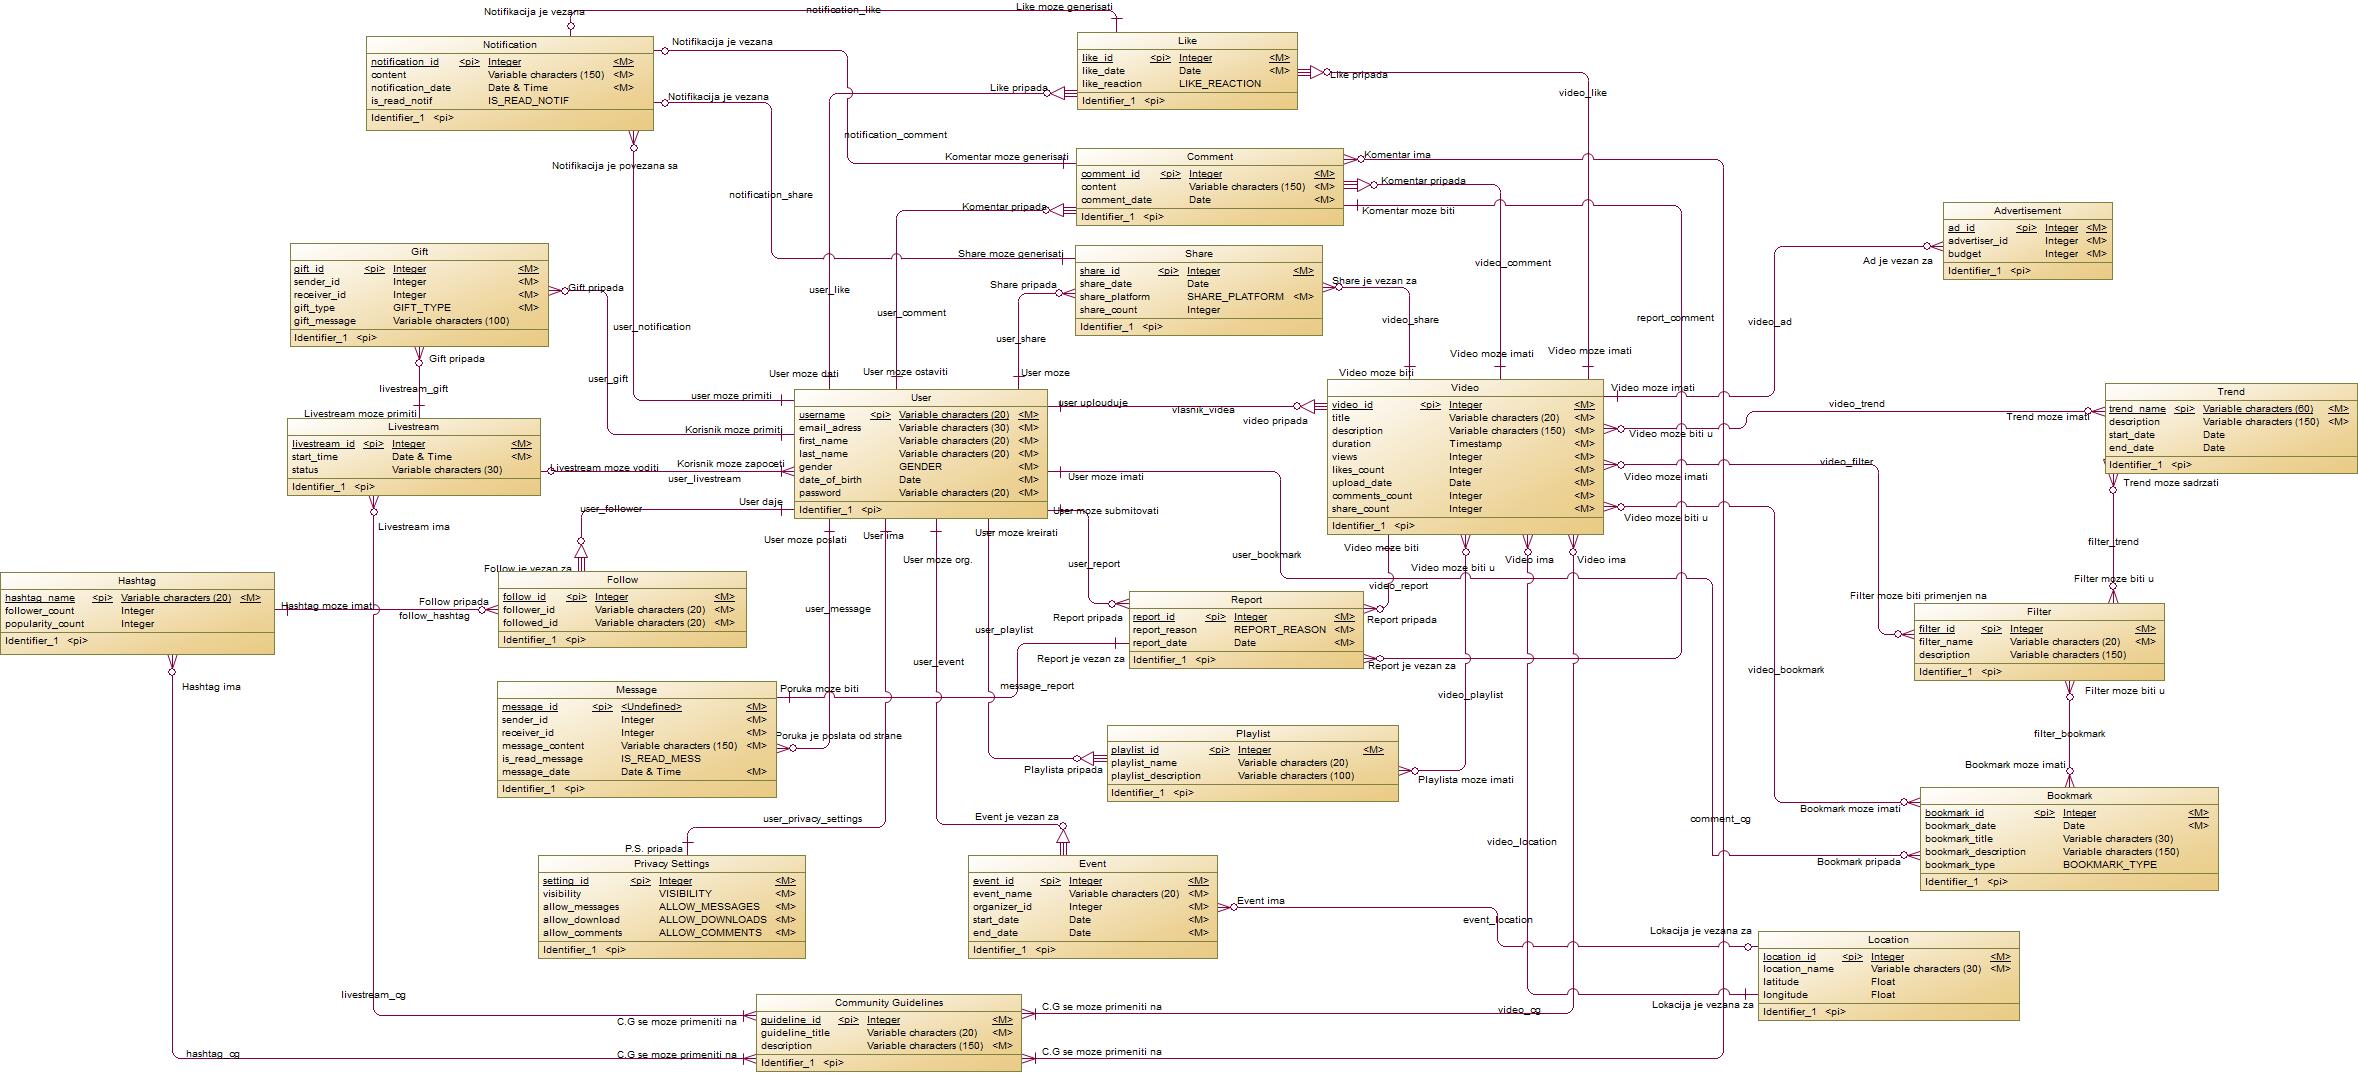 Notifikacija je vezana
notification_like
Like moze generisati
Notification
notification_id <pi> Integer <M>
content Variable characters (150) <M>
notification_date Date & Time <M>
is_read_notif IS_READ_NOTIF
Identifier_1 <pi>
Notifikacija je vezana
Notifikacija je vezana
Notifikacija je povezana sa
Like
like_id <pi> Integer <M>
like_date Date <M>
like_reaction LIKE_REACTION
Identifier_1 <pi>
Like pripada
Like pripada
video_like
notification_comment
Komentar moze generisati
Comment
comment_id <pi> Integer <M>
content Variable characters (150) <M>
comment_date Date <M>
Identifier_1 <pi>
Komentar ima
Komentar pripada
Komentar moze biti
Komentar pripada
notification_share
Share moze generisati
Share
share_id <pi> Integer <M>
share_date Date
share_platform SHARE_PLATFORM <M>
share_count Integer
Identifier_1 <pi>
Share je vezan za
Share pripada
video_comment
video_share
report_comment
Advertisement
ad_id <pi> Integer <M>
advertiser_id Integer <M>
budget Integer <M>
Identifier_1 <pi>
Ad je vezan za
video_ad
Gift
gift_id <pi> Integer <M>
sender_id Integer <M>
receiver_id Integer <M>
gift_type GIFT_TYPE <M>
gift_message Variable characters (100)
Identifier_1 <pi>
Gift pripada
Gift pripada
user_like
user_notification
user_comment
user_share
livestream_gift
user_gift
Livestream moze primiti
Livestream
livestream_id <pi> Integer <M>
start_time Date & Time <M>
status Variable characters (30) <M>
Identifier_1 <pi>
Livestream moze voditi
Livestream ima
User moze dati
User moze ostaviti
User moze
user moze primiti
Korisnik moze primiti
Korisnik moze zapoceti
user_livestream
User daje
user_follower
User
username <pi> Variable characters (20) <M>
email_adress Variable characters (30) <M>
first_name Variable characters (20) <M>
last_name Variable characters (20) <M>
gender GENDER <M>
date_of_birth Date <M>
password Variable characters (20) <M>
Identifier_1 <pi>
user uplouduje
vlasnik_videa
video pripada
User moze imati
User moze submitovati
User moze poslati
User ima
User moze org.
User moze kreirati
Video moze biti
Video moze imati
Video moze imati
Video
video_id <pi> Integer <M>
title Variable characters (20) <M>
description Variable characters (150) <M>
duration Timestamp <M>
views Integer <M>
likes_count Integer <M>
upload_date Date <M>
comments_count Integer <M>
share_count Integer <M>
Identifier_1 <pi>
Video moze imati
Video moze biti u
Video moze imati
Video moze biti u
Video moze biti
Video moze biti u
Video ima
Video ima
video_trend
video_filter
Trend moze imati
Trend
trend_name <pi> Variable characters (60) <M>
description Variable characters (150) <M>
start_date Date
end_date Date
Identifier_1 <pi>
Trend moze sadrzati
filter_trend
Filter moze biti u
Filter moze biti primenjen na
Filter
filter_id <pi> Integer <M>
filter_name Variable characters (20) <M>
description Variable characters (150)
Identifier_1 <pi>
Filter moze biti u
filter_bookmark
Bookmark moze imati
Hashtag
hashtag_name <pi> Variable characters (20) <M>
follower_count Integer
popularity_count Integer
Identifier_1 <pi>
Hashtag moze imati
Hashtag ima
Follow je vezan za
Follow pripada
follow_hashtag
Follow
follow_id <pi> Integer <M>
follower_id Variable characters (20) <M>
followed_id Variable characters (20) <M>
Identifier_1 <pi>
user_report
user_bookmark
video_report
Report
report_id <pi> Integer <M>
report_reason REPORT_REASON <M>
report_date Date <M>
Identifier_1 <pi>
Report pripada
Report pripada
Report je vezan za
Report je vezan za
user_message
user_playlist
user_event
message_report
Message
message_id <pi> <Undefined> <M>
sender_id Integer <M>
receiver_id Integer <M>
message_content Variable characters (150) <M>
is_read_message IS_READ_MESS
message_date Date & Time <M>
Identifier_1 <pi>
Poruka moze biti
Poruka je poslata od strane
video_playlist
video_bookmark
Playlist
playlist_id <pi> Integer <M>
playlist_name Variable characters (20)
playlist_description Variable characters (100)
Identifier_1 <pi>
Playlista pripada
Playlista moze imati
Bookmark
bookmark_id <pi> Integer <M>
bookmark_date Date <M>
bookmark_title Variable characters (30)
bookmark_description Variable characters (150)
bookmark_type BOOKMARK_TYPE
Identifier_1 <pi>
Bookmark moze imati
Bookmark pripada
comment_cg
video_location
user_privacy_settings
P.S. pripada
Privacy Settings
setting_id <pi> Integer <M>
visibility VISIBILITY <M>
allow_messages ALLOW_MESSAGES <M>
allow_download ALLOW_DOWNLOADS <M>
allow_comments ALLOW_COMMENTS <M>
Identifier_1 <pi>
Event je vezan za
Event
event_id <pi> Integer <M>
event_name Variable characters (20) <M>
organizer_id Integer <M>
start_date Date <M>
end_date Date <M>
Identifier_1 <pi>
Event ima
event_location
Lokacija je vezana za
Location
location_id <pi> Integer <M>
location_name Variable characters (30) <M>
latitude Float
longitude Float
Identifier_1 <pi>
Lokacija je vezana za
livestream_cg
hashtag_cg
C.G se moze primeniti na
C.G se moze primeniti na
Community Guidelines
guideline_id <pi> Integer <M>
guideline_title Variable characters (20) <M>
description Variable characters (150) <M>
Identifier_1 <pi>
C.G se moze primeniti na
C.G se moze primeniti na
video_cg